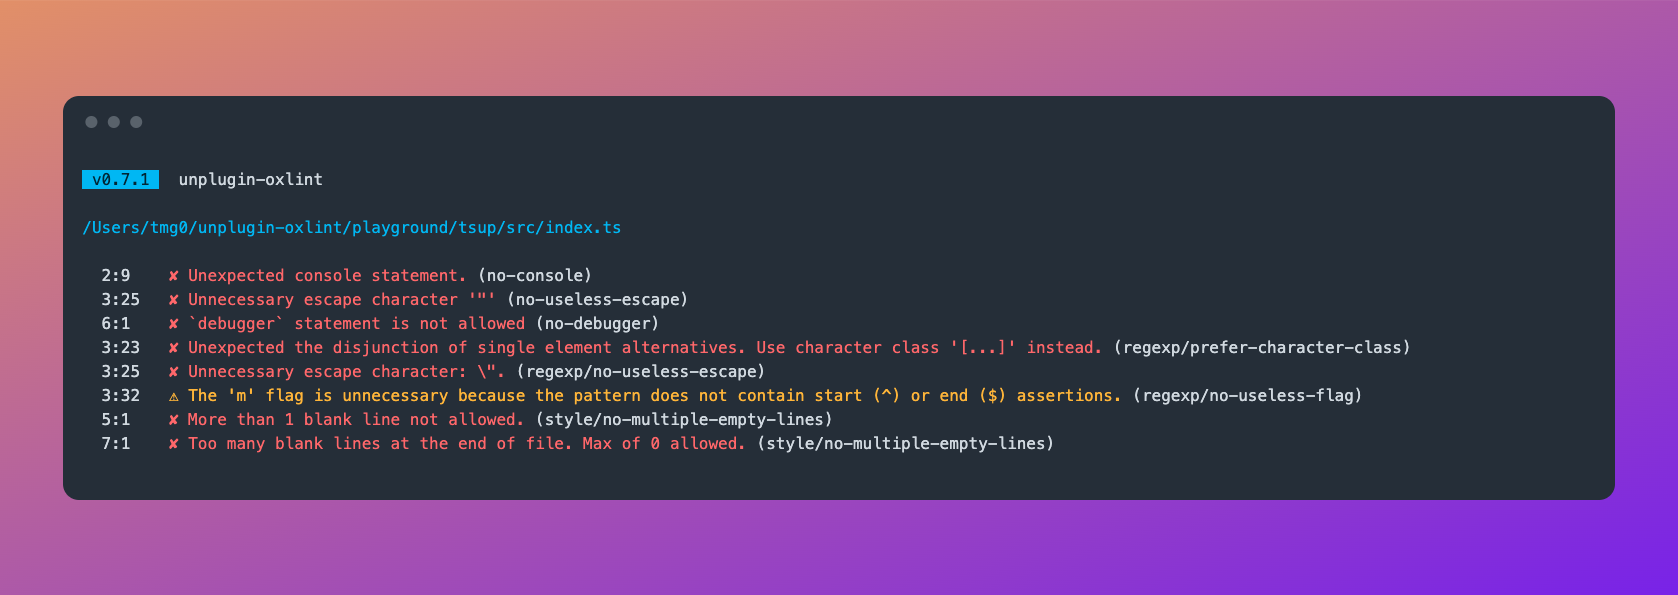 v0.7.1 unplugin-oxlint
/Users/tmg0/unplugin-oxlint/playground/tsup/src/index.ts
2:9 ✘ Unexpected console statement. (no-console)
3:25 ✘ Unnecessary escape character '"' (no-useless-escape)
6:1 ✘ `debugger` statement is not allowed (no-debugger)
3:23 ✘ Unexpected the disjunction of single element alternatives. Use character class '[...]' instead. (regexp/prefer-character-class)
3:25 ✘ Unnecessary escape character: \". (regexp/no-useless-escape)
3:32 ⚠ The 'm' flag is unnecessary because the pattern does not contain start (^) or end ($) assertions. (regexp/no-useless-flag)
5:1 ✘ More than 1 blank line not allowed. (style/no-multiple-empty-lines)
7:1 ✘ Too many blank lines at the end of file. Max of 0 allowed. (style/no-multiple-empty-lines)